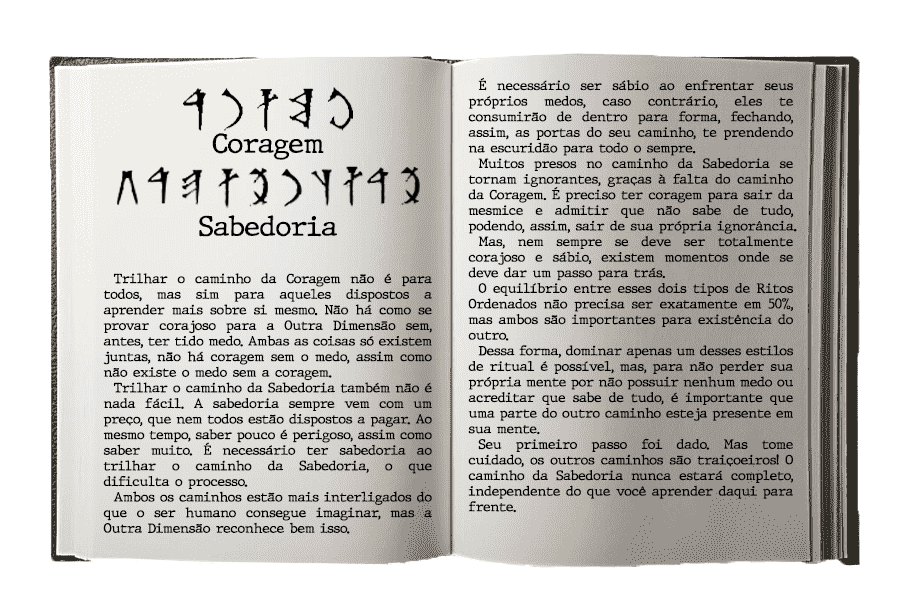 Coragem
Sabedoria
Trilhar o caminho da Coragem não é para
todos, mas sim para aqueles dispostos a
aprender mais sobre si mesmo. Não há como se
provar corajoso para a Outra Dimensão sem,
antes, ter tido medo. Ambas as coisas só existem
juntas, não há coragem sem o medo, assim como
não existe o medo sem a coragem.
Trilhar o caminho da Sabedoria também não é
nada fácil. A sabedoria sempre vem com um
preço, que nem todos estão dispostos a pagar. Ao
mesmo tempo, saber pouco é perigoso, assim como
saber muito. É necessário ter sabedoria ao
trilhar o caminho da Sabedoria, o que
dificulta o processo.
Ambos os caminhos estão mais interligados do
que o ser humano consegue imaginar, mas a
Outra Dimensão reconhece bem isso.
É necessário ser sábio ao enfrentar seus
próprios medos, caso contrário, eles te
consumirão de dentro para forma, fechando,
assim, as portas do seu caminho, te prendendo
na escuridão para todo o sempre.
Muitos presos no caminho da Sabedoria se
tornam ignorantes, graças à falta do caminho
da Coragem. É preciso ter coragem para sair da
mesmice e admitir que não sabe de tudo,
podendo, assim, sair de sua própria ignorância.
Mas, nem sempre se deve ser totalmente
corajoso e sábio, existem momentos onde se
deve dar um passo para trás.
O equilíbrio entre esses dois tipos de Ritos
Ordenados não precisa ser exatamente em 50%,
mas ambos são importantes para existência do
outro.
Dessa forma, dominar apenas um desses estilos
de ritual é possível, mas, para não perder sua
própria mente por não possuir nenhum medo ou
acreditar que sabe de tudo, é importante que
uma parte do outro caminho esteja presente em
sua mente.
Seu primeiro passo foi dado. Mas tome
cuidado, os outros caminhos são traiçoeiros! O
caminho da Sabedoria nunca estará completo,
independente do que você aprender daqui para
frente.